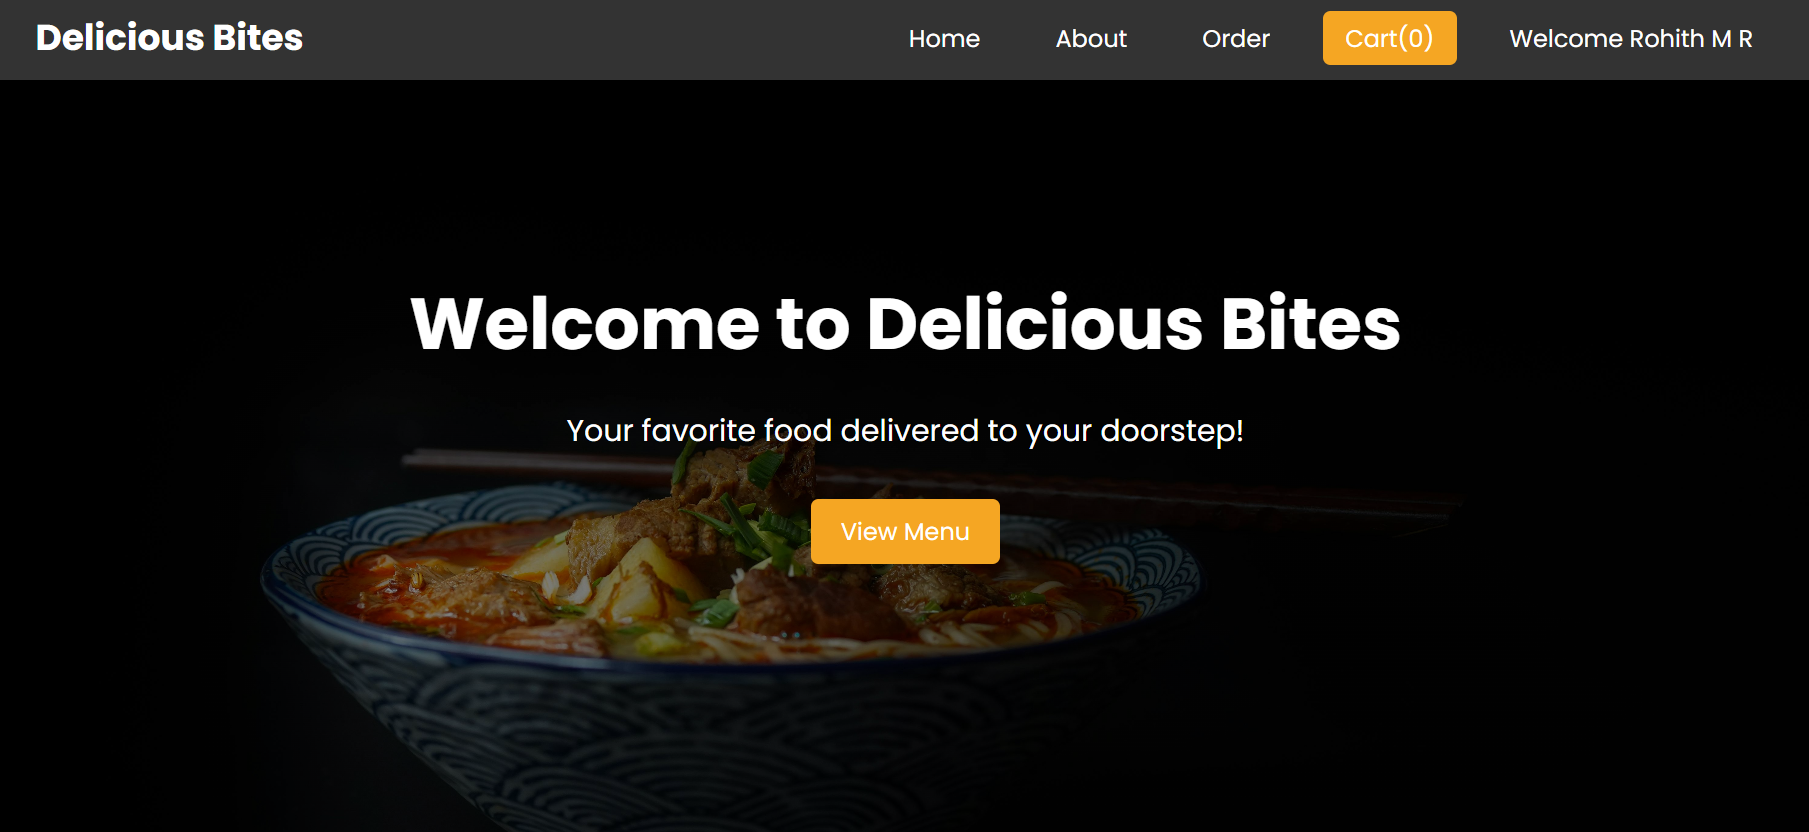 Delicious Bites
Home
About
Order
Cart(0)
Welcome Rohith M R
Welcome to Delicious Bites
Your favorite food delivered to your doorstep!
View Menu